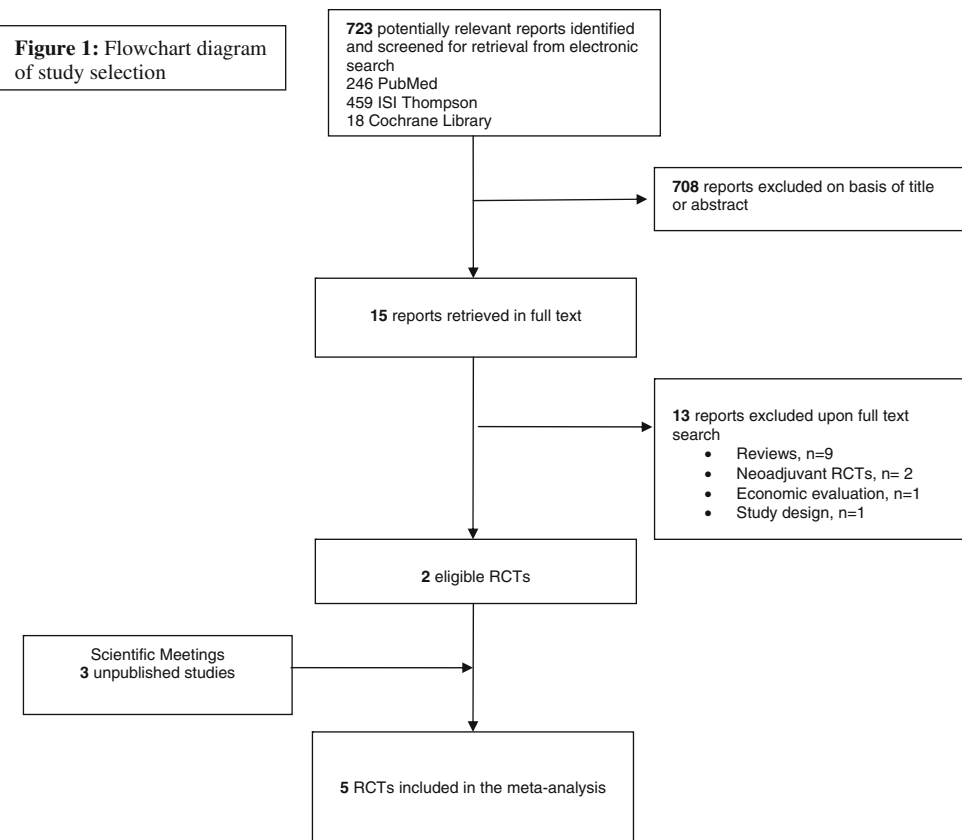 Figure 1: Flowchart diagram
of study selection
723 potentially relevant reports identified
and screened for retrieval from electronic
search
246 PubMed
459 ISI Thompson
18 Cochrane Library
708 reports excluded on basis of title
or abstract
15 reports retrieved in full text
13 reports excluded upon full text
search
• Reviews, n=9
• Neoadjuvant RCTs, n= 2
• Economic evaluation, n=1
• Study design, n=1
2 eligible RCTs
Scientific Meetings
3 unpublished studies
5 RCTs included in the meta-analysis